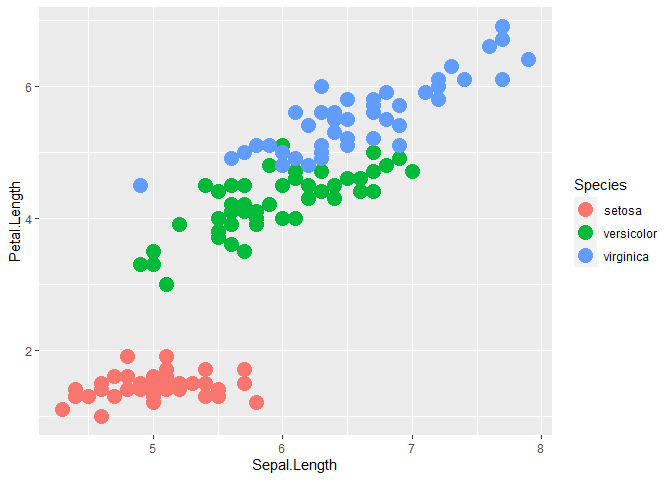 6
4
2
Petal.Length
5
6
7
8
Sepal.Length
Species
setosa
versicolor
virginica